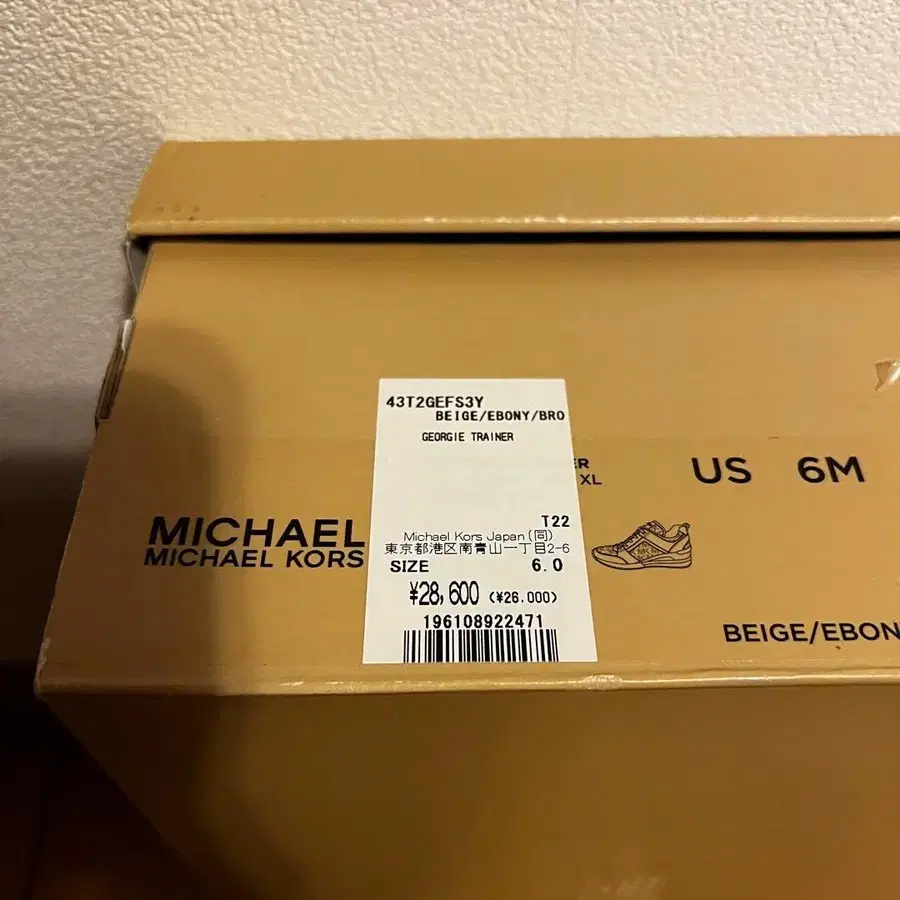 43T2GEFS3Y
BEIGE/EBONY/BRO
GEORGIE TRAINER
ER
XL
US 6M
T22
MICHAEL
MICHAEL KORS
Michael Kors Japan(同)
東京都港区南青山一丁目2-6
SIZE 6.0
¥28,600 (¥26,000)
196108922471
BEIGE/EBON